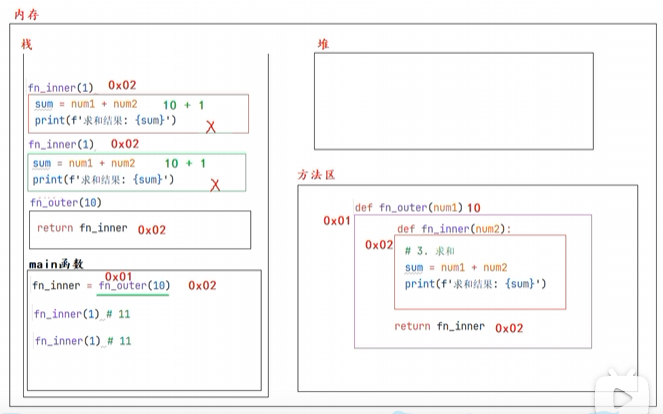 内存
栈
fn_inner(1) 0x02
sum = num1 + num2 10 + 1
print(f'求和结果: {sum}') X
fn_inner(1) 0x02
sum = num1 + num2 10 + 1
print(f'求和结果: {sum}') X
fn_outer(10)
return fn_inner 0x02
main函数
0x01
fn_inner = fn_outer(10) 0x02
fn_inner(1) # 11
fn_inner(1) # 11
堆
方法区
def fn_outer(num1) 10
0x01
def fn_inner(num2):
0x02
# 3. 求和
sum = num1 + num2
print(f'求和结果: {sum}')
return fn_inner 0x02